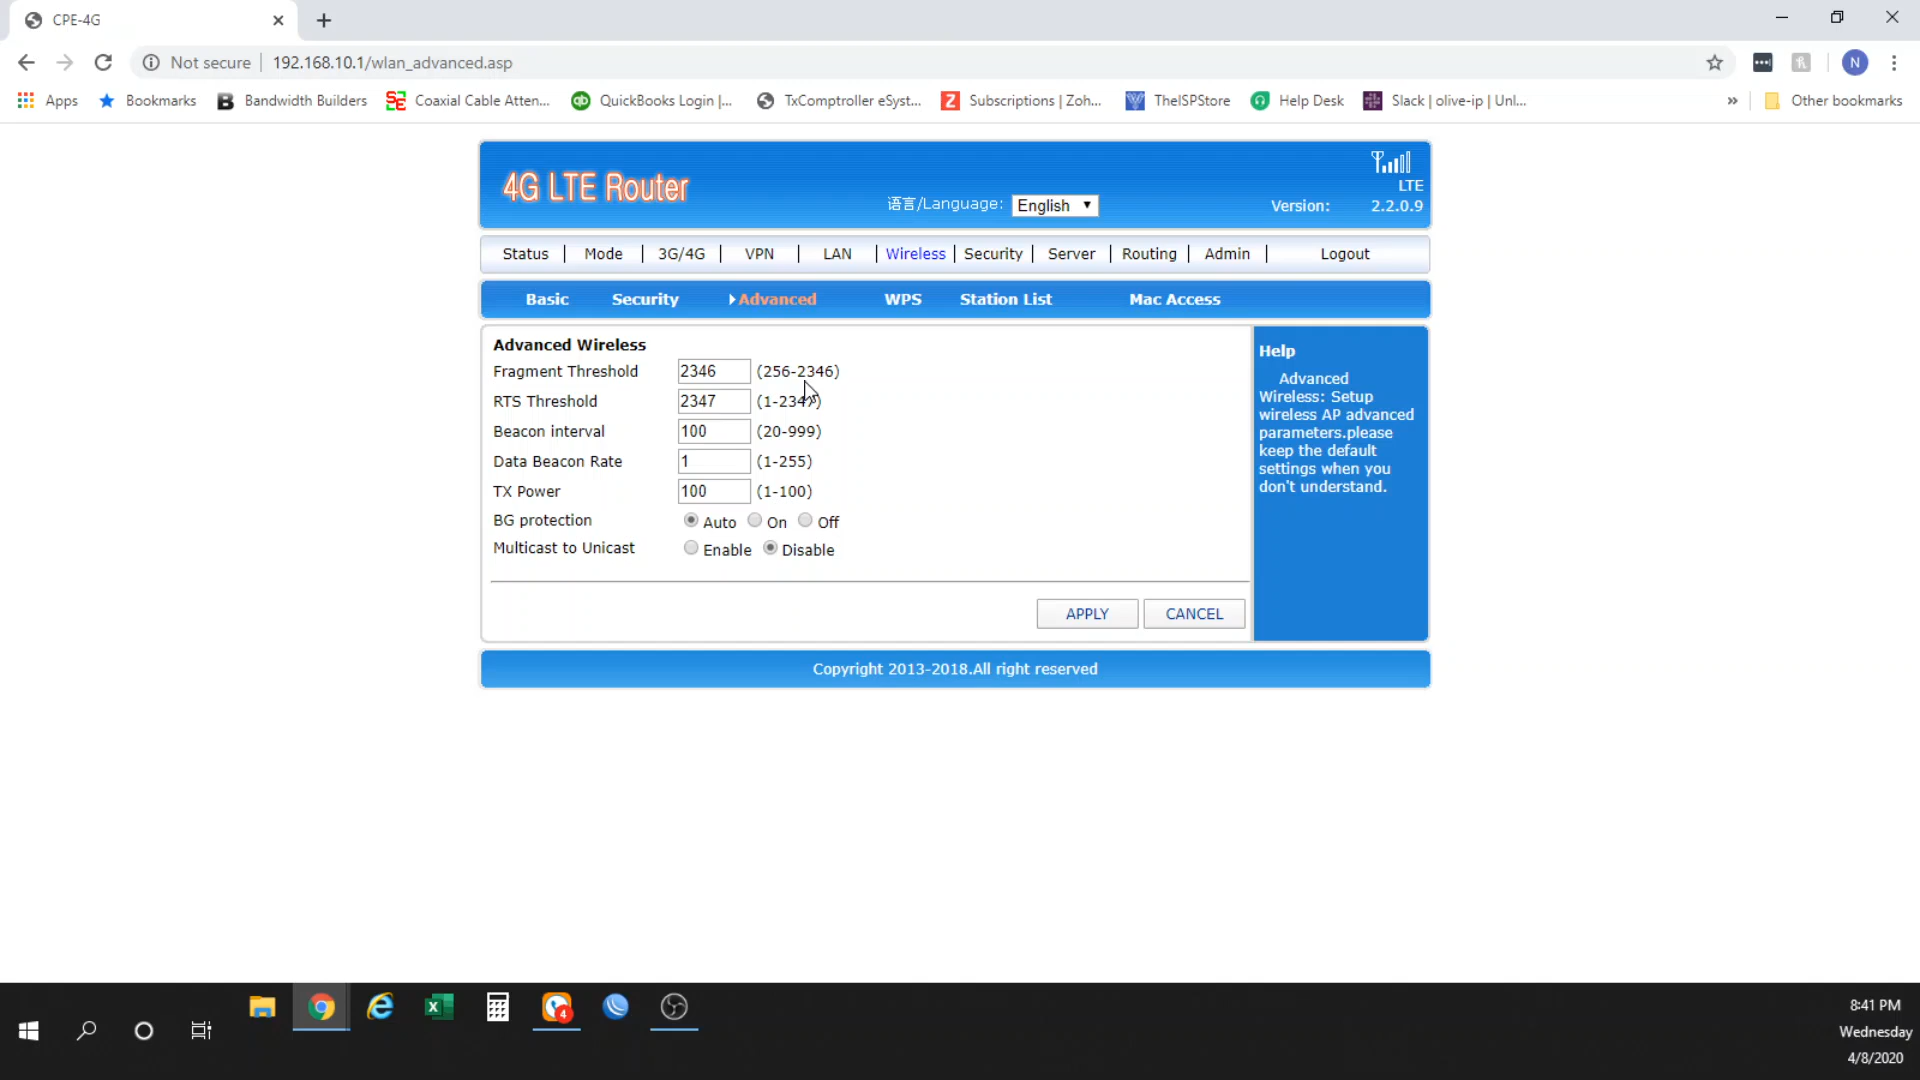 CPE-4G
Not secure 192.168.10.1/wlan_advanced.asp
Apps Bookmarks Bandwidth Builders Coaxial Cable Atten... QuickBooks Login |... TxComptroller eSyst... Subscriptions | Zoh... TheISPStore Help Desk Slack | olive-ip | Unl... » Other bookmarks
N
4G LTE Router
语言/Language: English
LTE
Version: 2.2.0.9
Status | Mode | 3G/4G | VPN | LAN | Wireless | Security | Server | Routing | Admin | Logout
Basic Security Advanced WPS Station List Mac Access
Advanced Wireless
Fragment Threshold 2346 (256-2346)
RTS Threshold 2347 (1-2347)
Beacon interval 100 (20-999)
Data Beacon Rate 1 (1-255)
TX Power 100 (1-100)
BG protection Auto On Off
Multicast to Unicast Enable Disable
APPLY CANCEL
Help
Advanced
Wireless: Setup
wireless AP advanced
parameters.please
keep the default
settings when you
don't understand.
Copyright 2013-2018.All right reserved
4
8:41 PM
Wednesday
4/8/2020